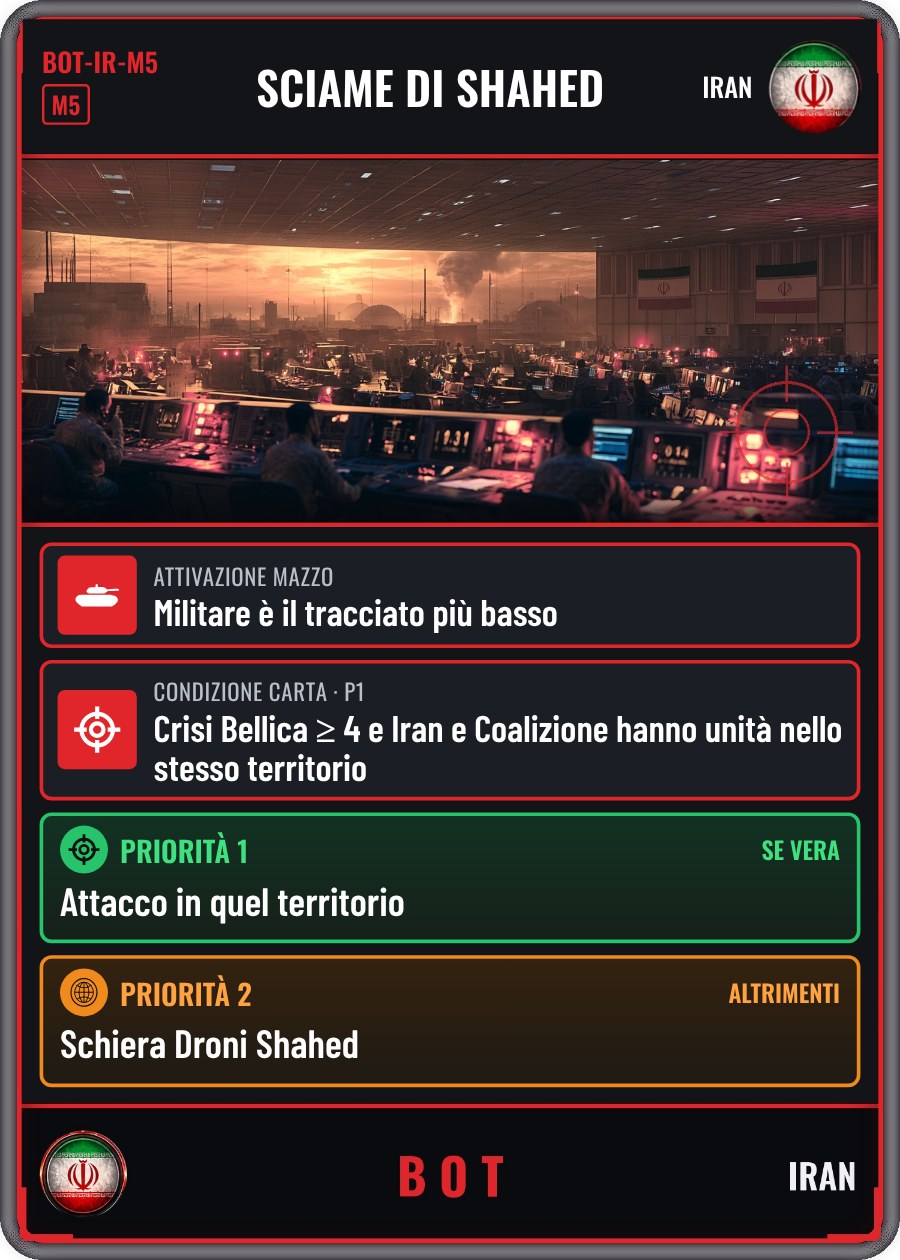 BOT-IR-M5
M5
SCIAME DI SHAHED
IRAN
ATTIVAZIONE MAZZO
Militare è il tracciato più basso
CONDIZIONE CARTA · P1
Crisi Bellica ≥ 4 e Iran e Coalizione hanno unità nello
stesso territorio
PRIORITÀ 1
SE VERA
Attacco in quel territorio
PRIORITÀ 2
ALTRIMENTI
Schiera Droni Shahed
BOT
IRAN